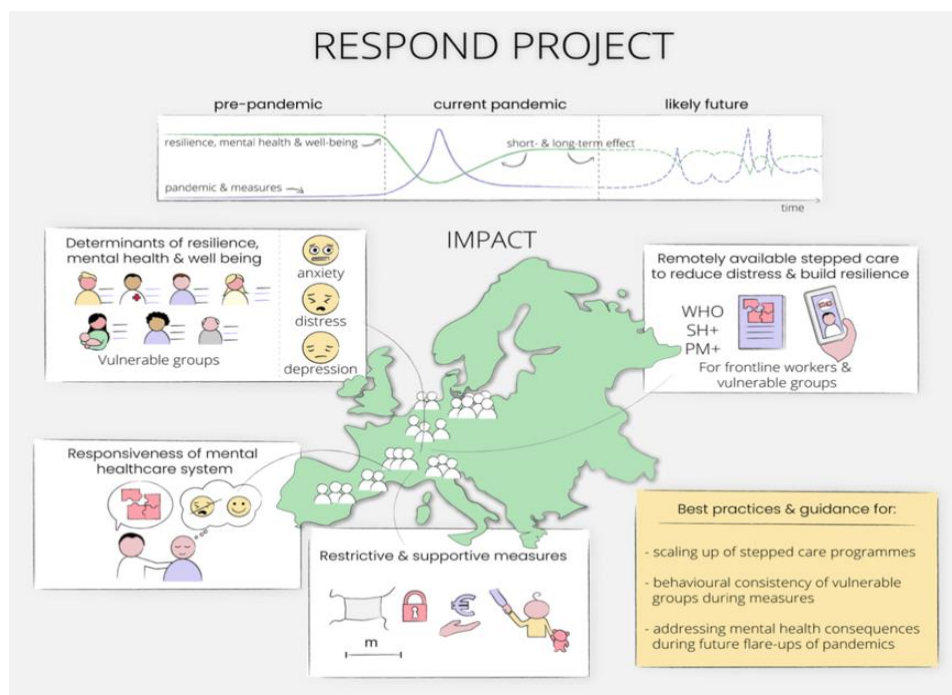 RESPOND PROJECT
pre-pandemic
current pandemic
likely future
resilience, mental health & well-being
short- & long-term effect
pandemic & measures
time
IMPACT
Determinants of resilience,
mental health & well being
anxiety
distress
depression
Vulnerable groups
Remotely available stepped care
to reduce distress & build resilience
WHO
SH+
PM+
For frontline workers &
vulnerable groups
Responsiveness of mental
healthcare system
Restrictive & supportive measures
€
m
Best practices & guidance for:
- scaling up of stepped care programmes
- behavioural consistency of vulnerable
groups during measures
- addressing mental health consequences
during future flare-ups of pandemics